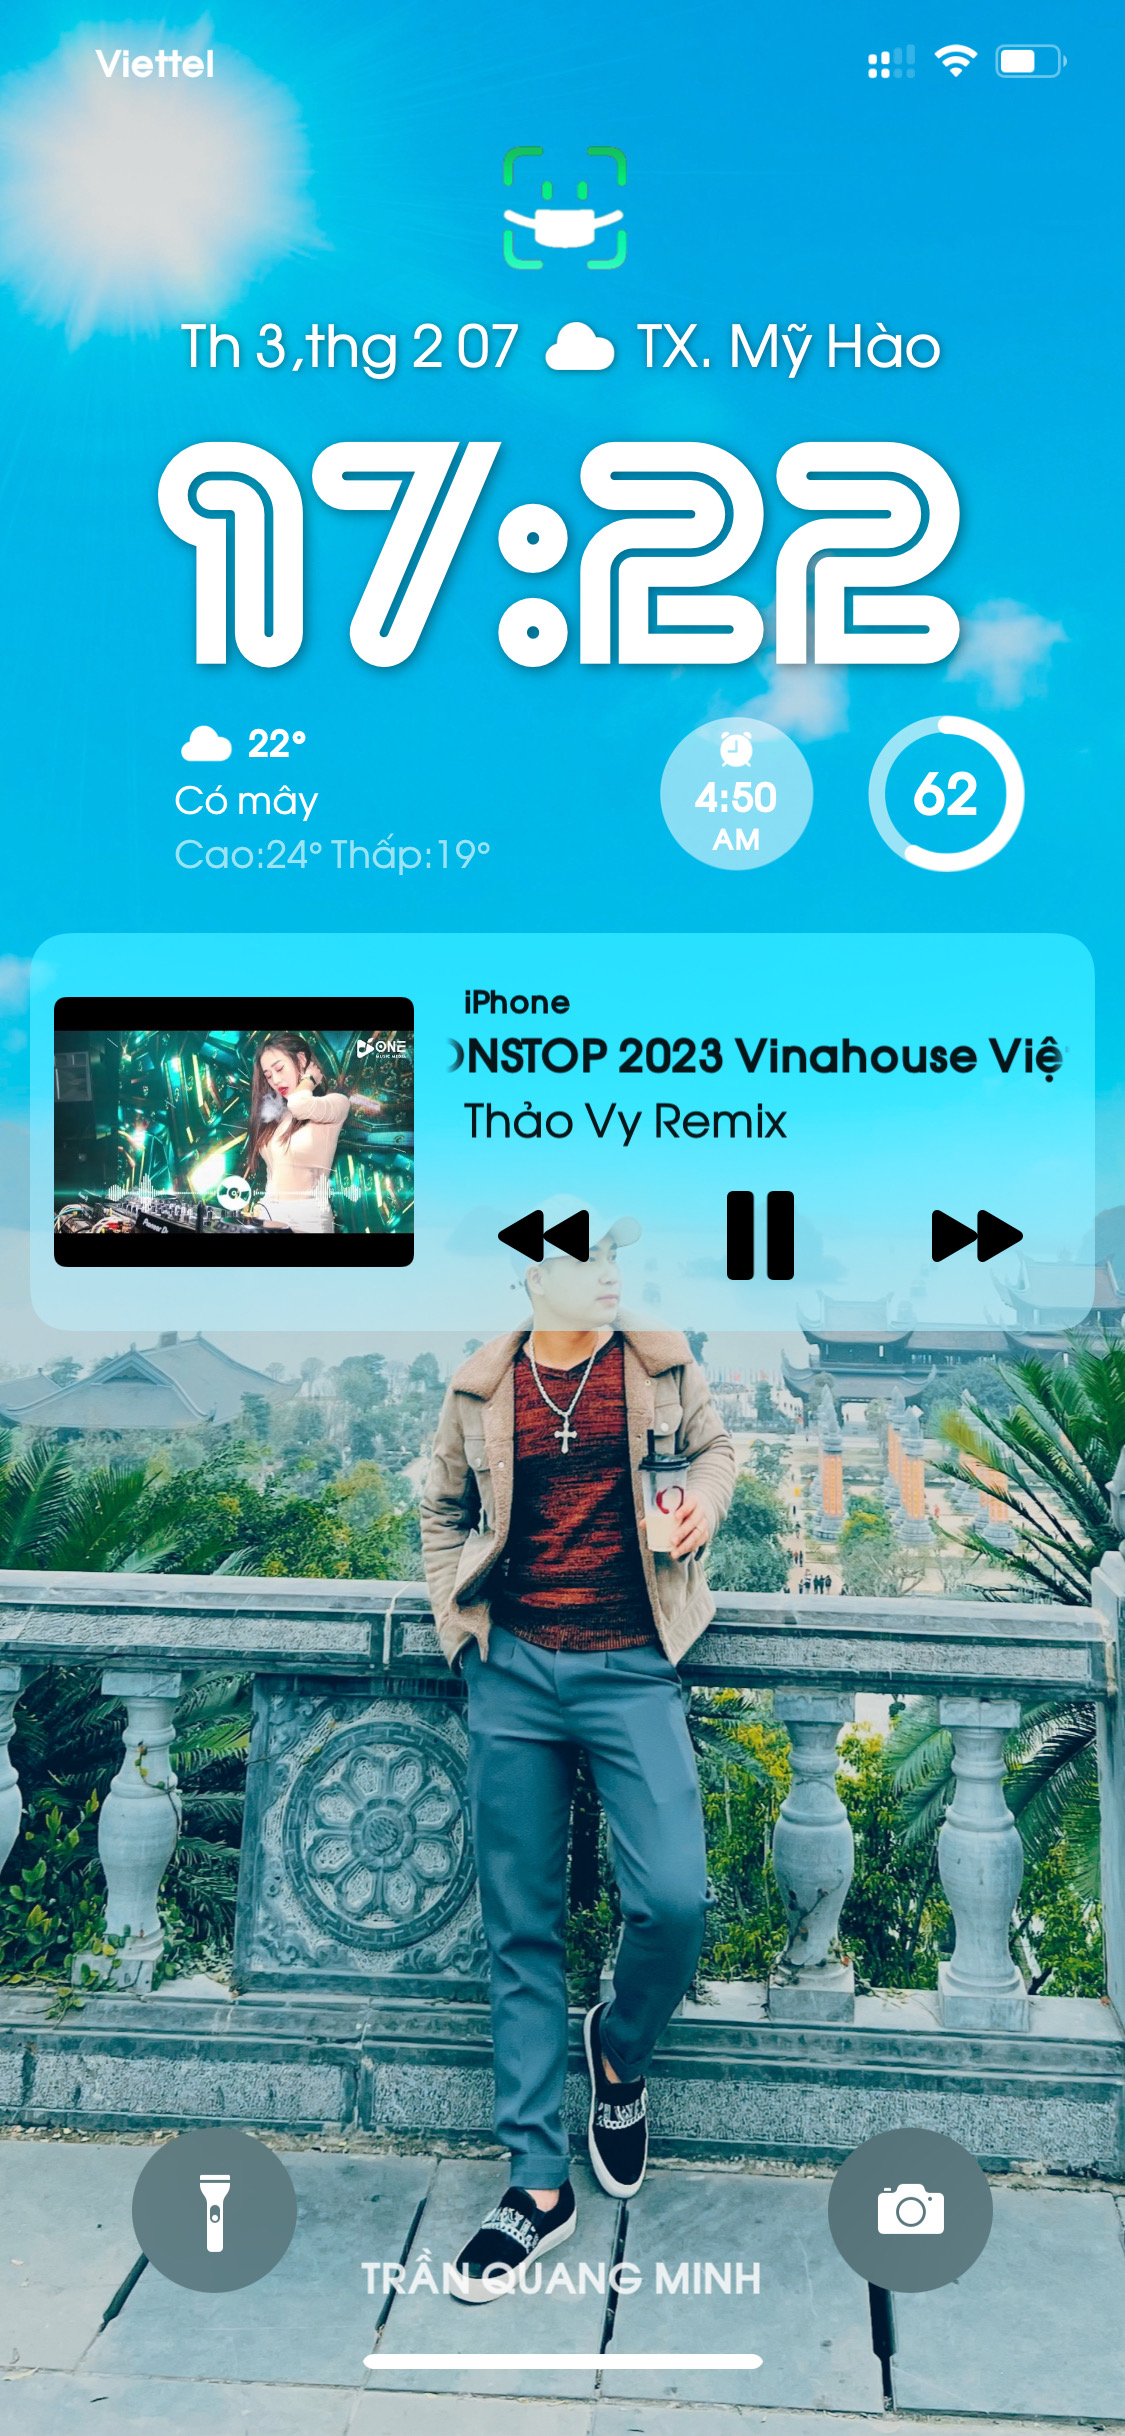 Viettel
Th 3,thg 2 07 TX. Mỹ Hào
17:22
22°
Có mây
Cao:24° Thấp:19°
4:50
AM
62
ONE
iPhone
ONSTOP 2023 Vinahouse Việ
Thảo Vy Remix
TRẦN QUANG MINH